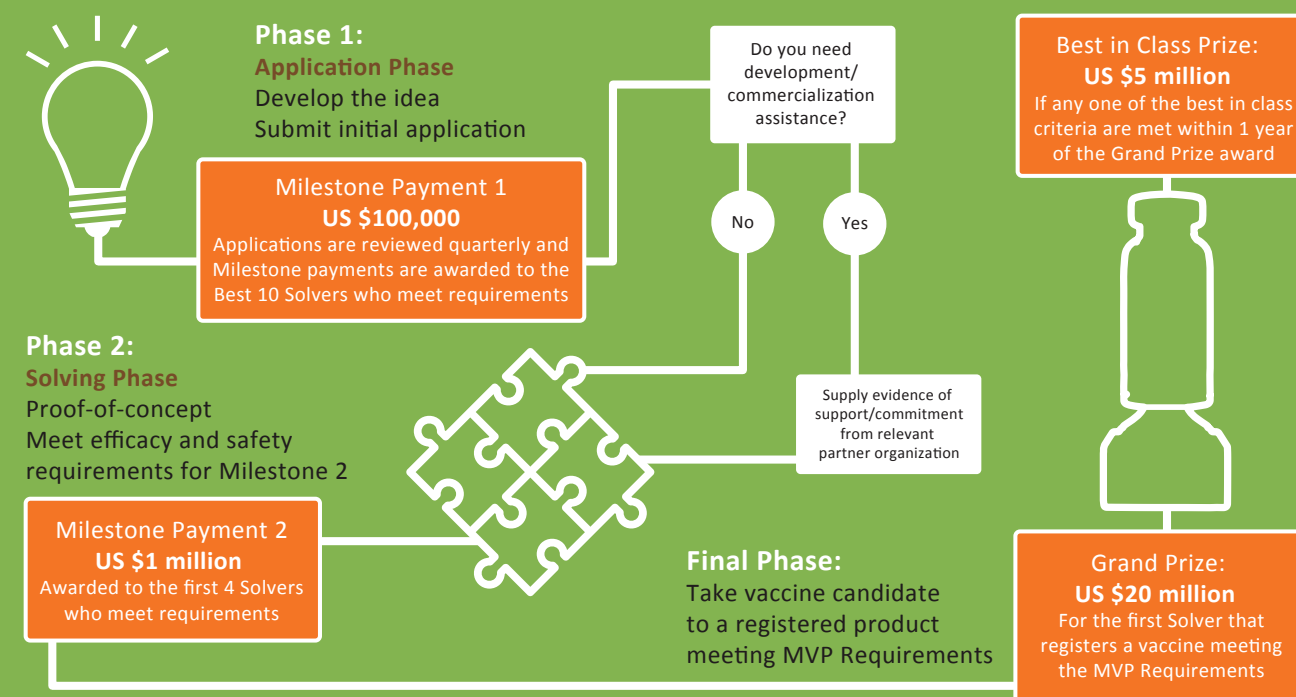 Phase 1:
Application Phase
Develop the idea
Submit initial application
Milestone Payment 1
US $100,000
Applications are reviewed quarterly and
Milestone payments are awarded to the
Best 10 Solvers who meet requirements
Do you need
development/
commercialization
assistance?
No
Yes
Supply evidence of
support/commitment
from relevant
partner organization
Phase 2:
Solving Phase
Proof-of-concept
Meet efficacy and safety
requirements for Milestone 2
Milestone Payment 2
US $1 million
Awarded to the first 4 Solvers
who meet requirements
Final Phase:
Take vaccine candidate
to a registered product
meeting MVP Requirements
Grand Prize:
US $20 million
For the first Solver that
registers a vaccine meeting
the MVP Requirements
Best in Class Prize:
US $5 million
If any one of the best in class
criteria are met within 1 year
of the Grand Prize award